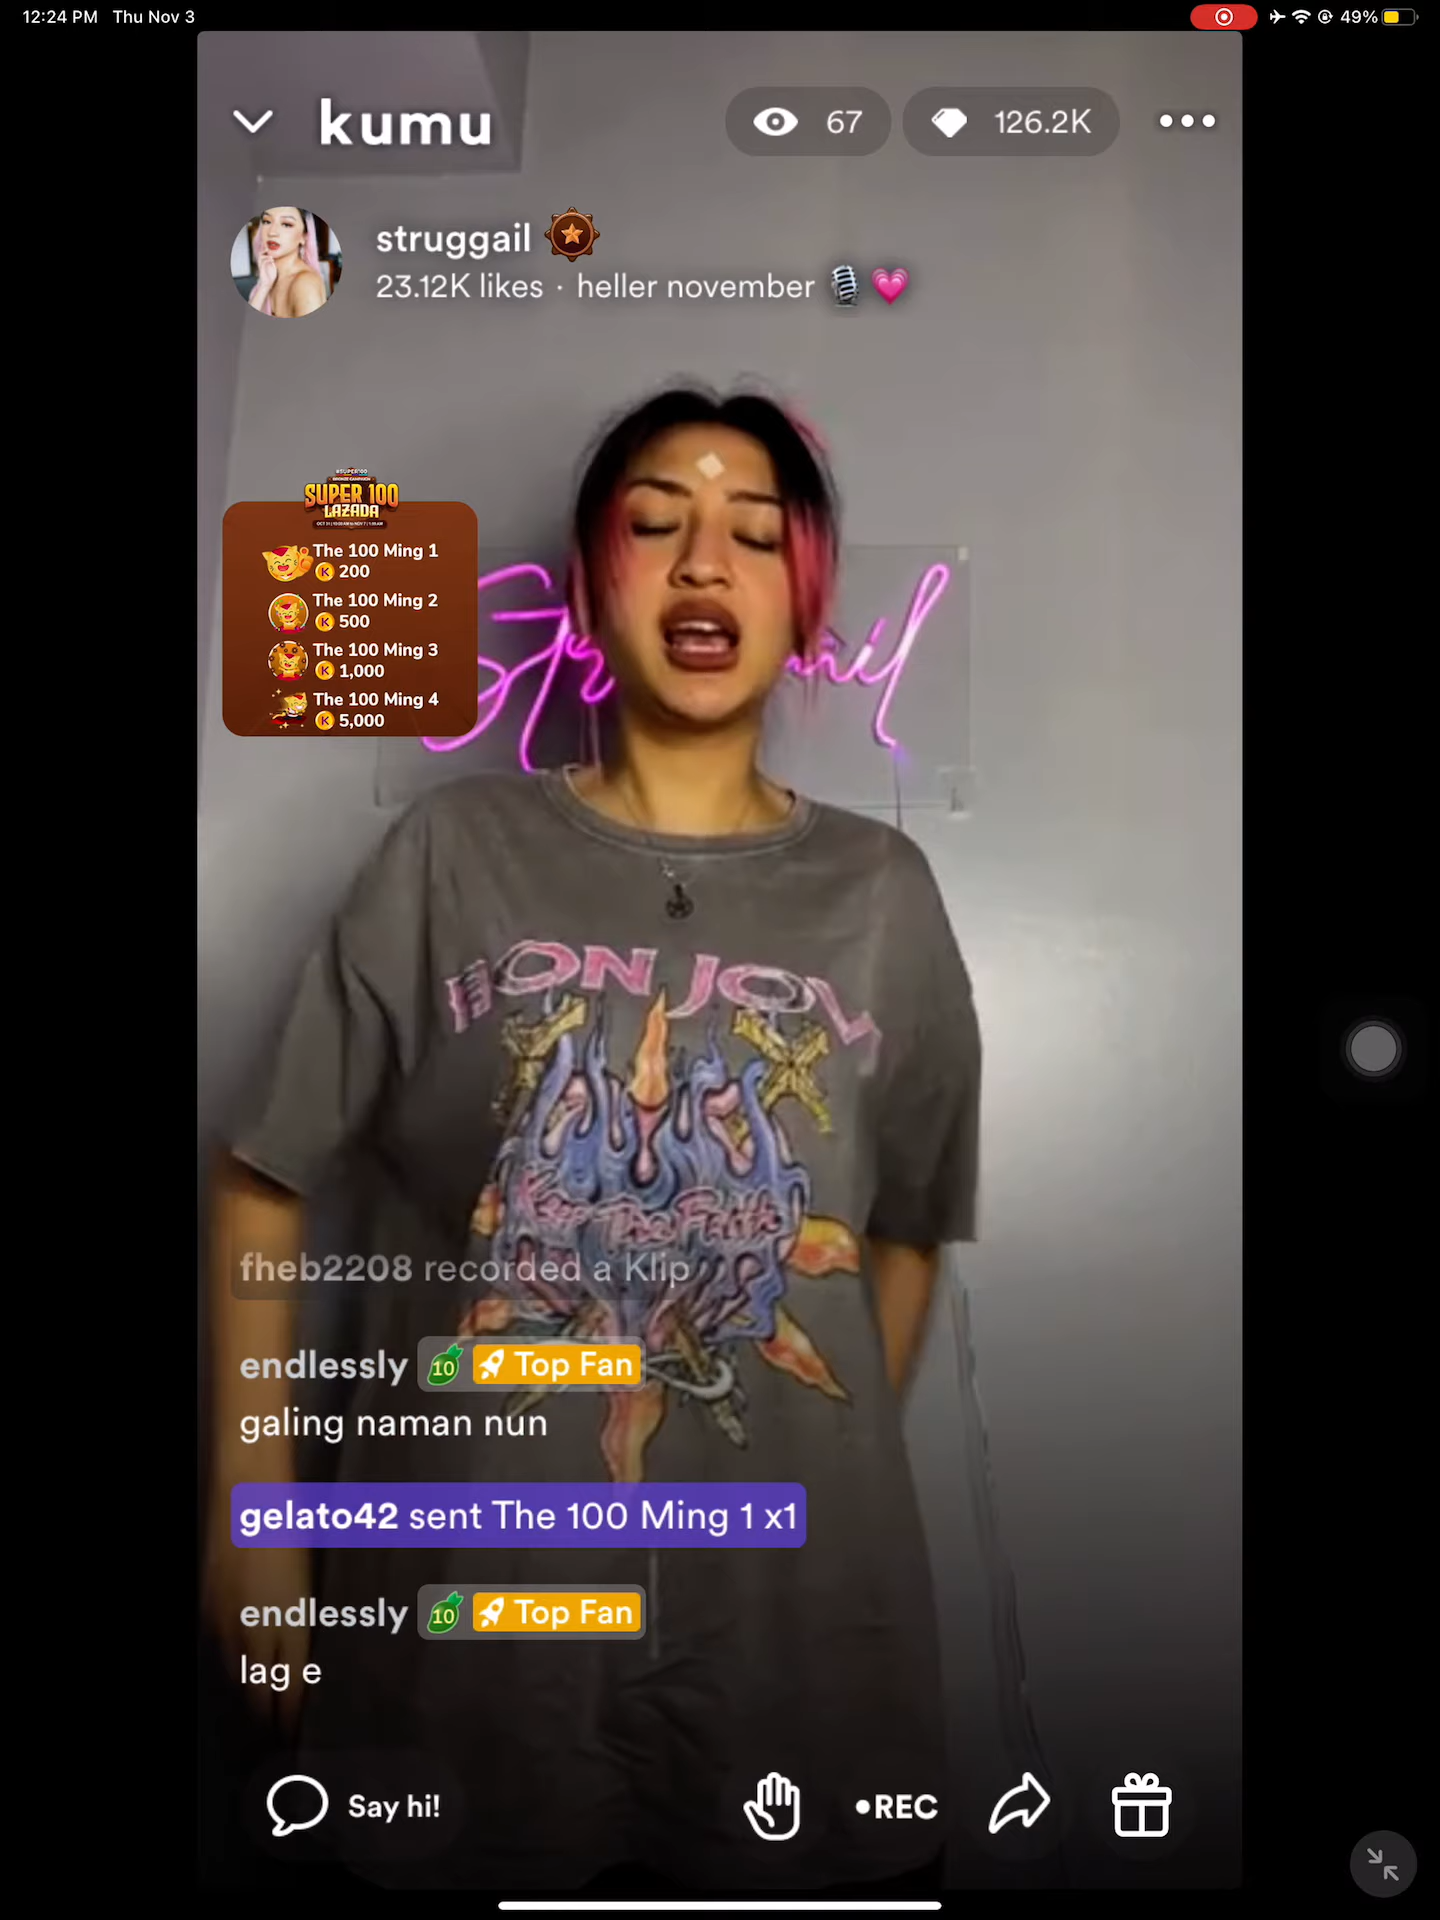 12:24 PM Thu Nov 3
49%
kumu
67
126.2K
struggail
23.12K likes · heller november
#SUPER100
BRONZE CAMPAIGN
SUPER 100
LAZADA
The 100 Ming 1
K 200
The 100 Ming 2
K 500
The 100 Ming 3
K 1,000
The 100 Ming 4
K 5,000
BON JOVI
Keep The Faith
fheb2208 recorded a Klip
endlessly 10 Top Fan
galing naman nun
gelato42 sent The 100 Ming 1 x1
endlessly 10 Top Fan
lag e
Say hi!
•REC